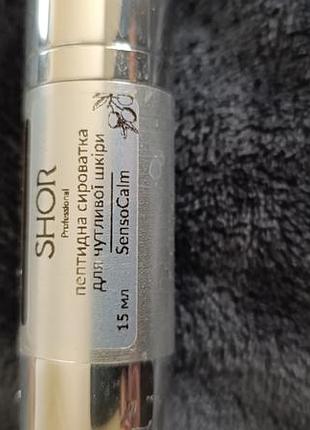 SHOR
Professional
пептидна сироватка
для чутливої шкіри
SensoCalm
15 мл